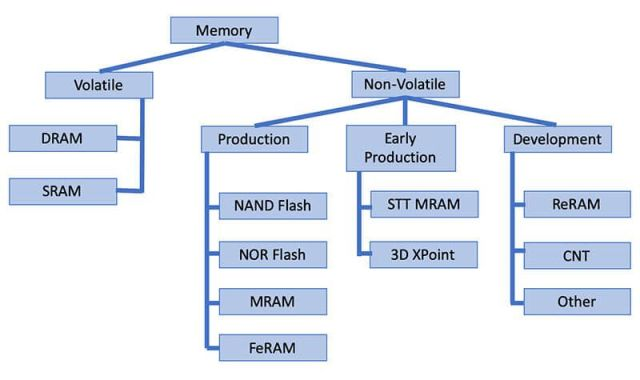 Memory
Volatile
Non-Volatile
DRAM
SRAM
Production
Early
Production
Development
NAND Flash
NOR Flash
MRAM
FeRAM
STT MRAM
3D XPoint
ReRAM
CNT
Other